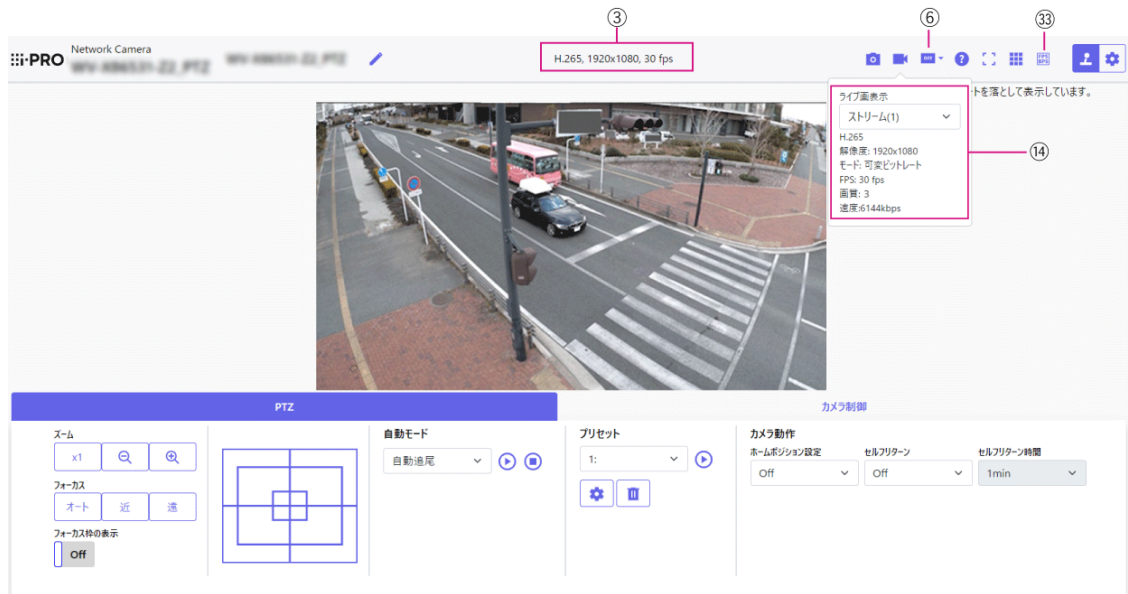 ③
⑥
㉝
i-PRO
Network Camera
H.265, 1920x1080, 30 fps
OFF
FPS
BPS
トを落として表示しています。
ライブ画表示
ストリーム(1)
H.265
解像度: 1920x1080
モード: 可変ビットレート
FPS: 30 fps
画質: 3
速度:6144kbps
⑭
PTZ
カメラ制御
ズーム
x1
フォーカス
オート
近
遠
フォーカス枠の表示
Off
自動モード
自動追尾
プリセット
1:
カメラ動作
ホームポジション設定
セルフリターン
セルフリターン時間
Off
Off
1min